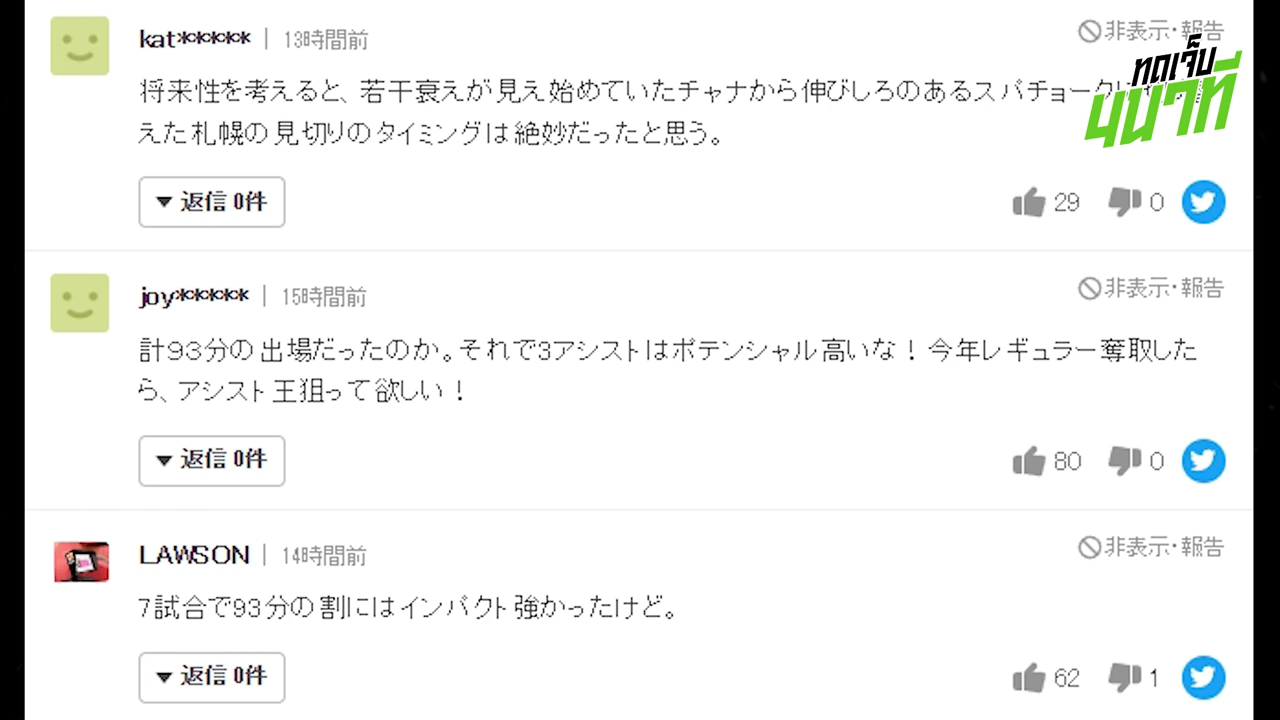 kat***** | 13時間前
非表示・報告
ทดเจ็บ
4นาที
将来性を考えると、若干衰えが見え始めていたチャナから伸びしろのあるスパチョーク
えた札幌の見切りのタイミングは絶妙だったと思う。
▼ 返信 0件
29 0
joy***** | 15時間前
非表示・報告
計93分の出場だったのか。それで3アシストはポテンシャル高いな！今年レギュラー奪取した
ら、アシスト王狙って欲しい！
▼ 返信 0件
80 0
LAWSON | 14時間前
非表示・報告
7試合で93分の割にはインパクト強かったけど。
▼ 返信 0件
62 1